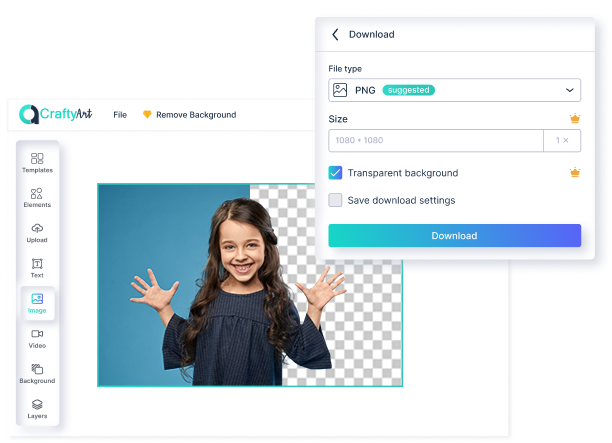 Download
File type
PNG suggested
Size
1080 * 1080 1 ×
Transparent background
Save download settings
Download
CraftyArt File Remove Background
Templates
Elements
Upload
Text
Image
Video
Background
Layers